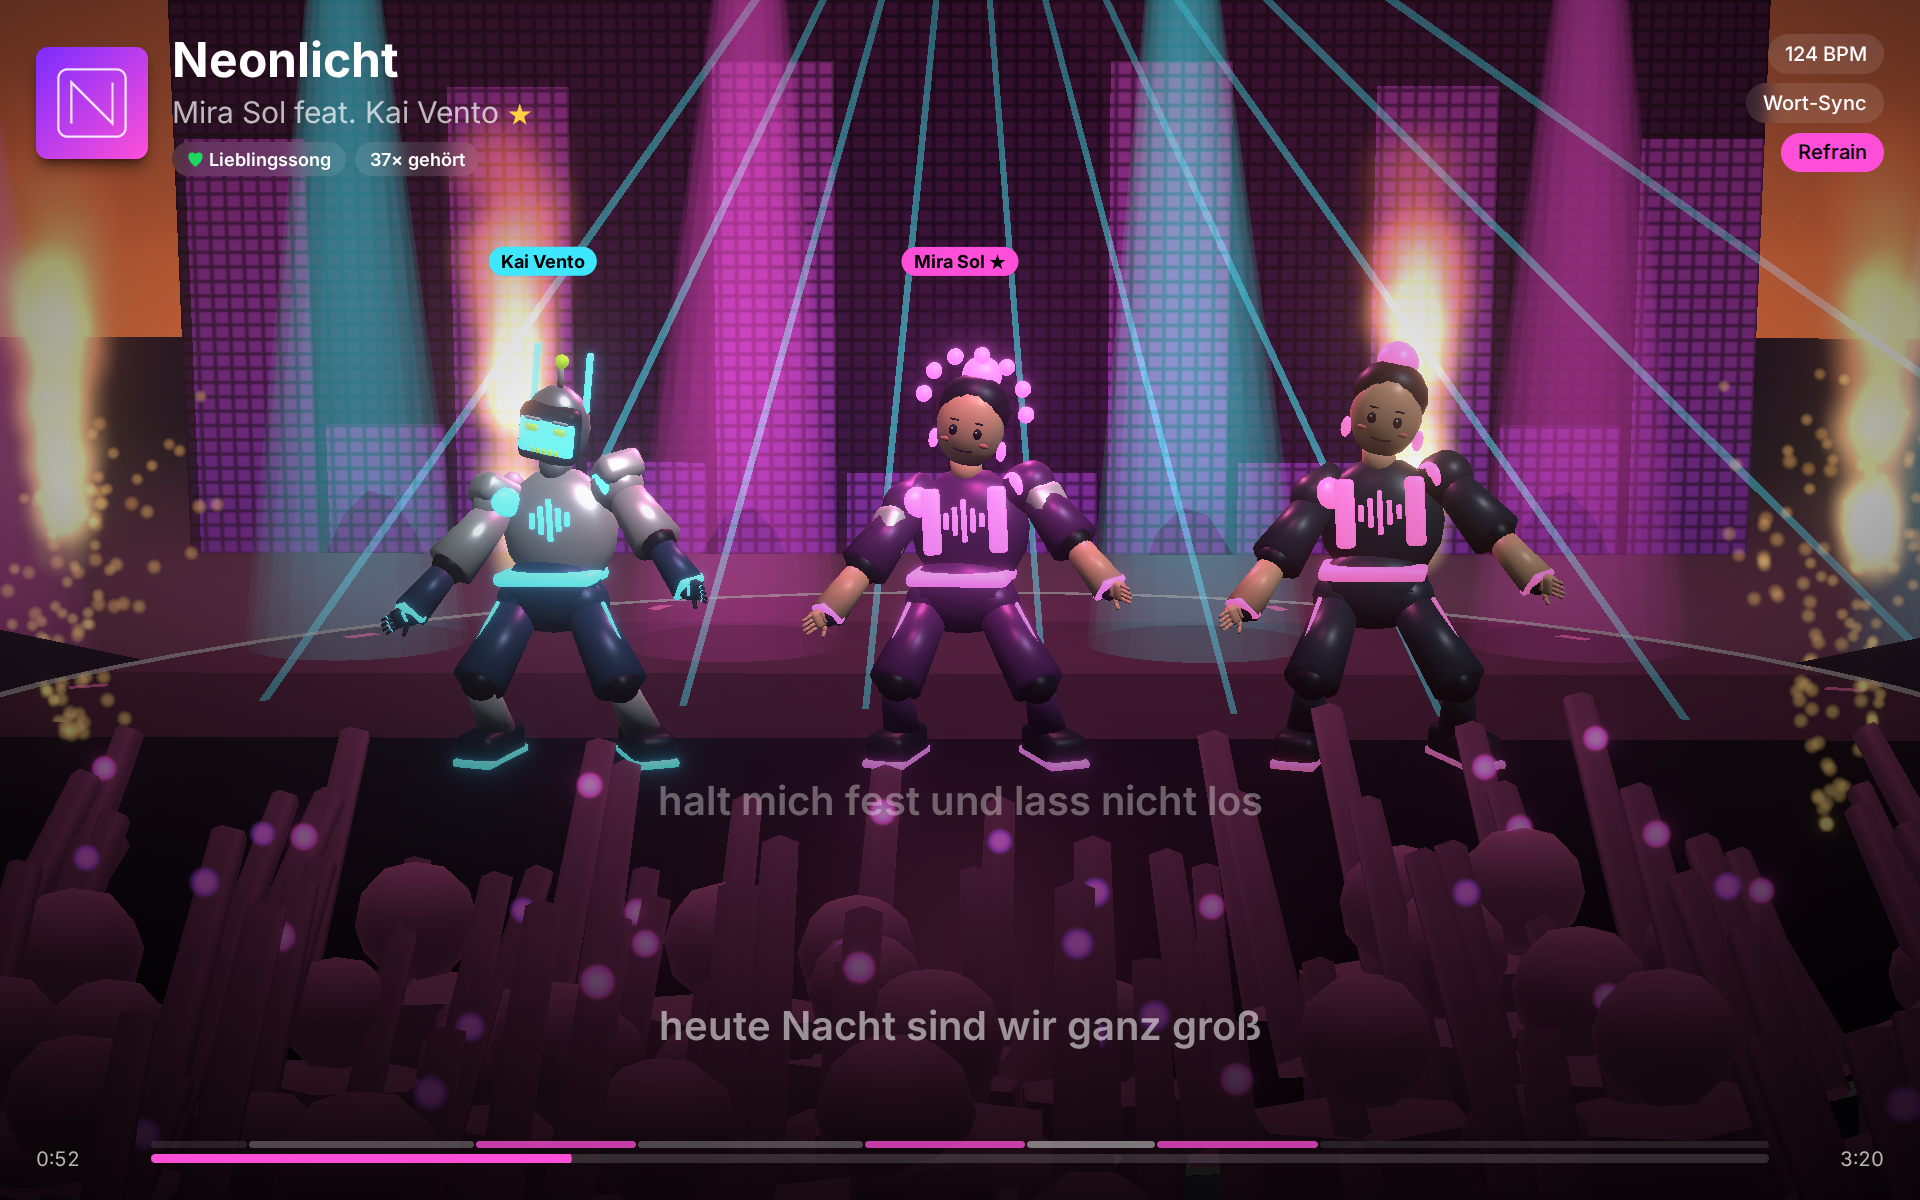 N
Neonlicht
Mira Sol feat. Kai Vento ★
Lieblingssong
37× gehört
124 BPM
Wort-Sync
Refrain
Kai Vento
Mira Sol ★
halt mich fest und lass nicht los
heute Nacht sind wir ganz groß
0:52
3:20